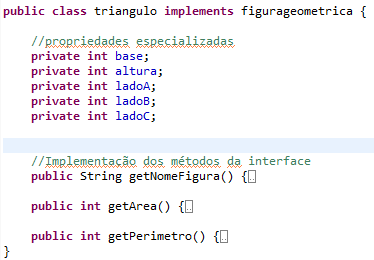 public class triangulo implements figurageometrica {
//propriedades especializadas
private int base;
private int altura;
private int ladoA;
private int ladoB;
private int ladoC;
//Implementação dos métodos da interface
public String getNomeFigura() {
public int getArea() {
public int getPerimetro() {
}